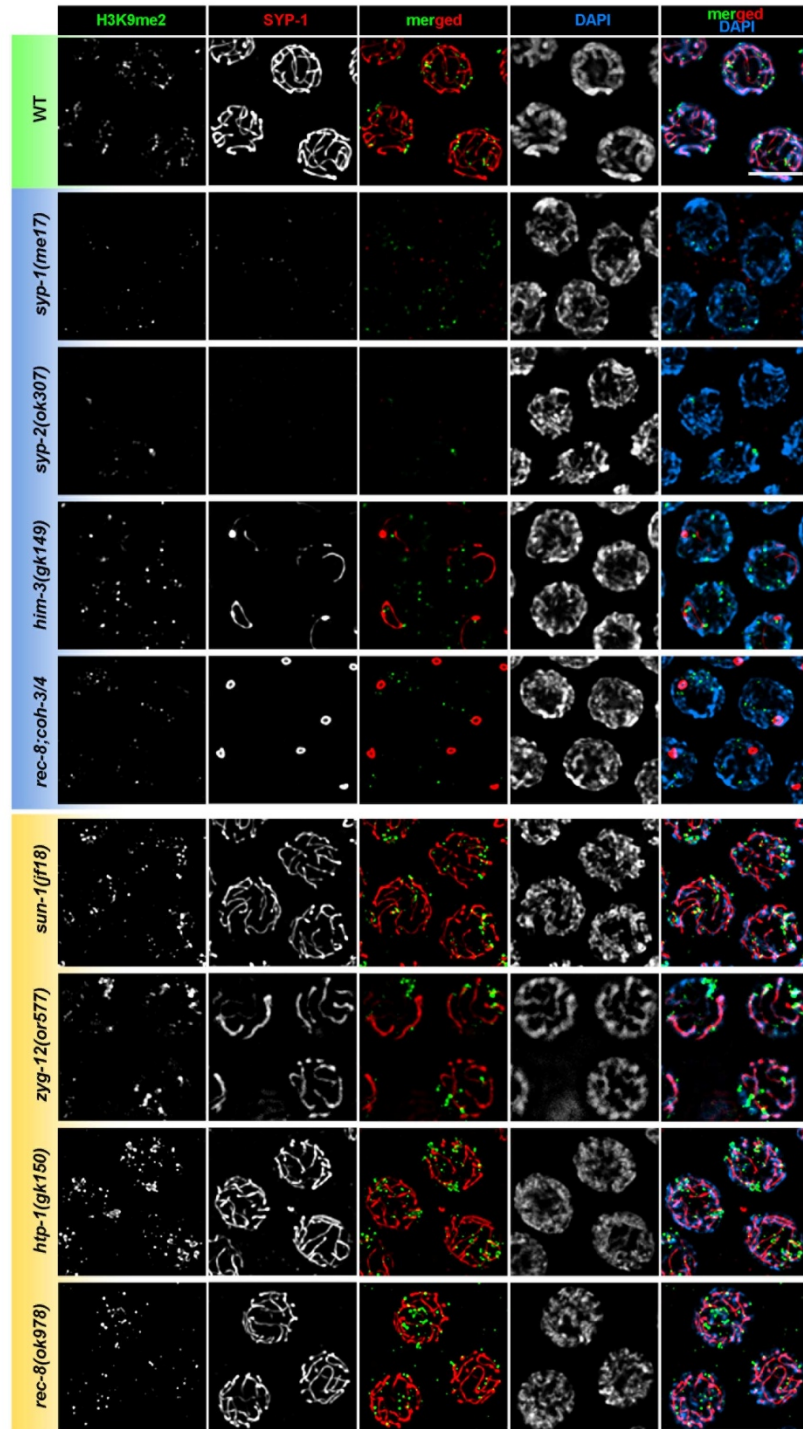 H3K9me2
SYP-1
merged
DAPI
merged
DAPI
WT
syp-1(me17)
syp-2(ok307)
him-3(gk149)
rec-8;coh-3/4
sun-1(jf18)
zyg-12(or577)
htp-1(gk150)
rec-8(ok978)